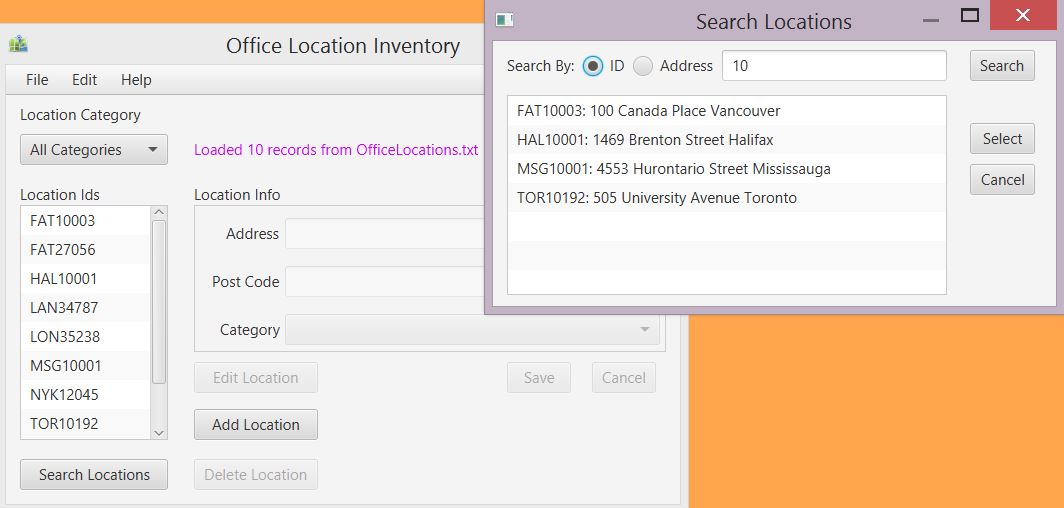 Office Location Inventory
File Edit Help
Location Category
All Categories
Loaded 10 records from OfficeLocations.txt
Location Ids
FAT10003
FAT27056
HAL10001
LAN34787
LON35238
MSG10001
NYK12045
TOR10192
Search Locations
Location Info
Address
Post Code
Category
Edit Location Save Cancel
Add Location
Delete Location
Search Locations
Search By: ID Address 10 Search
FAT10003: 100 Canada Place Vancouver
HAL10001: 1469 Brenton Street Halifax
MSG10001: 4553 Hurontario Street Mississauga
TOR10192: 505 University Avenue Toronto
Select
Cancel